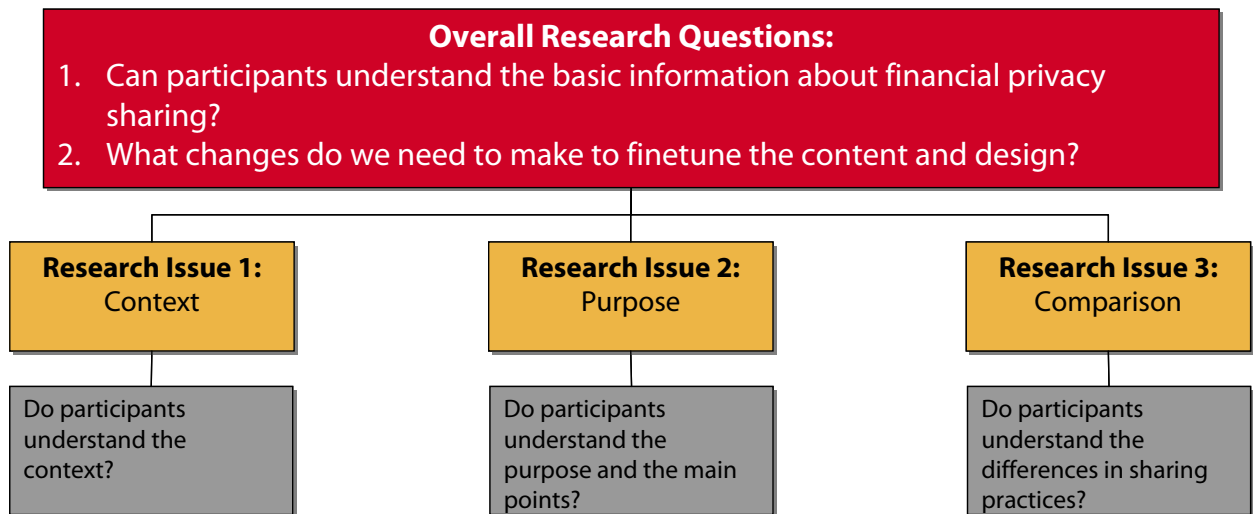 Overall Research Questions:
1. Can participants understand the basic information about financial privacy
sharing?
2. What changes do we need to make to finetune the content and design?
Research Issue 1:
Context
Research Issue 2:
Purpose
Research Issue 3:
Comparison
Do participants
understand the
context?
Do participants
understand the
purpose and the main
points?
Do participants
understand the
differences in sharing
practices?